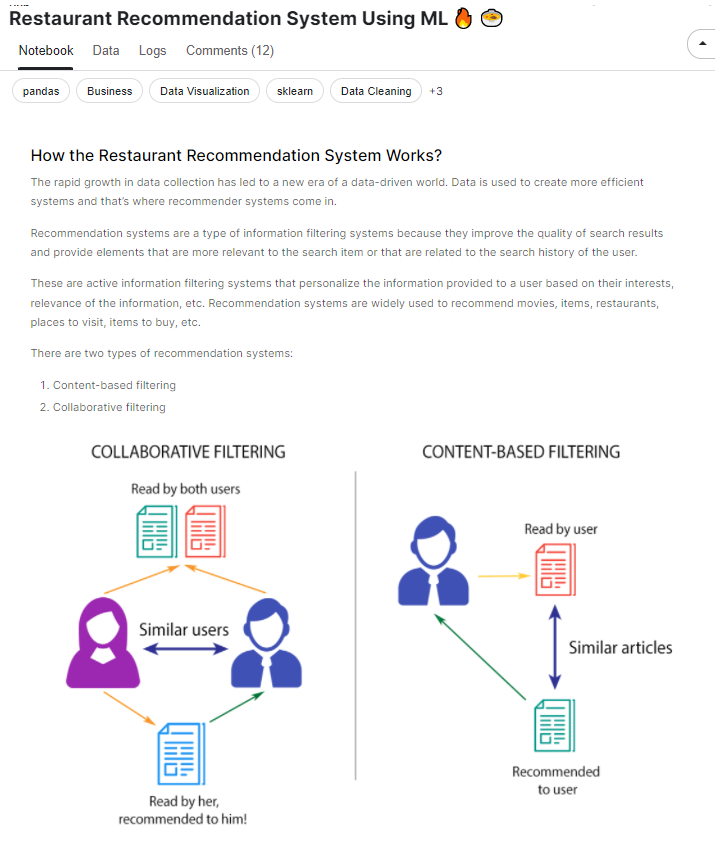 Restaurant Recommendation System Using ML 🔥 🍲
Notebook Data Logs Comments (12)
pandas Business Data Visualization sklearn Data Cleaning +3
How the Restaurant Recommendation System Works?
The rapid growth in data collection has led to a new era of a data-driven world. Data is used to create more efficient
systems and that's where recommender systems come in.
Recommendation systems are a type of information filtering systems because they improve the quality of search results
and provide elements that are more relevant to the search item or that are related to the search history of the user.
These are active information filtering systems that personalize the information provided to a user based on their interests,
relevance of the information, etc. Recommendation systems are widely used to recommend movies, items, restaurants,
places to visit, items to buy, etc.
There are two types of recommendation systems:
1. Content-based filtering
2. Collaborative filtering
COLLABORATIVE FILTERING
Read by both users
Similar users
Read by her,
recommended to him!
CONTENT-BASED FILTERING
Read by user
Similar articles
Recommended
to user